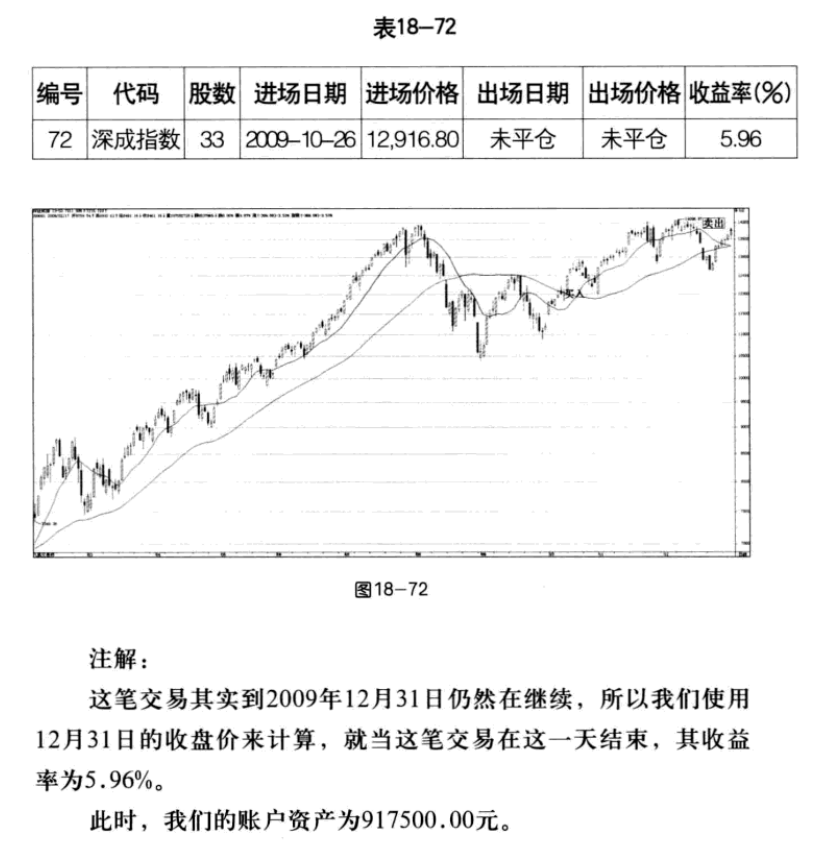 表18-72
编号 代码 股数 进场日期 进场价格 出场日期 出场价格 收益率(%)
72 深成指数 33 2009-10-26 12,916.80 未平仓 未平仓 5.96
卖出
买入
图18-72
注解：
这笔交易其实到2009年12月31日仍然在继续，所以我们使用
12月31日的收盘价来计算，就当这笔交易在这一天结束，其收益
率为5.96%。
此时，我们的账户资产为917500.00元。